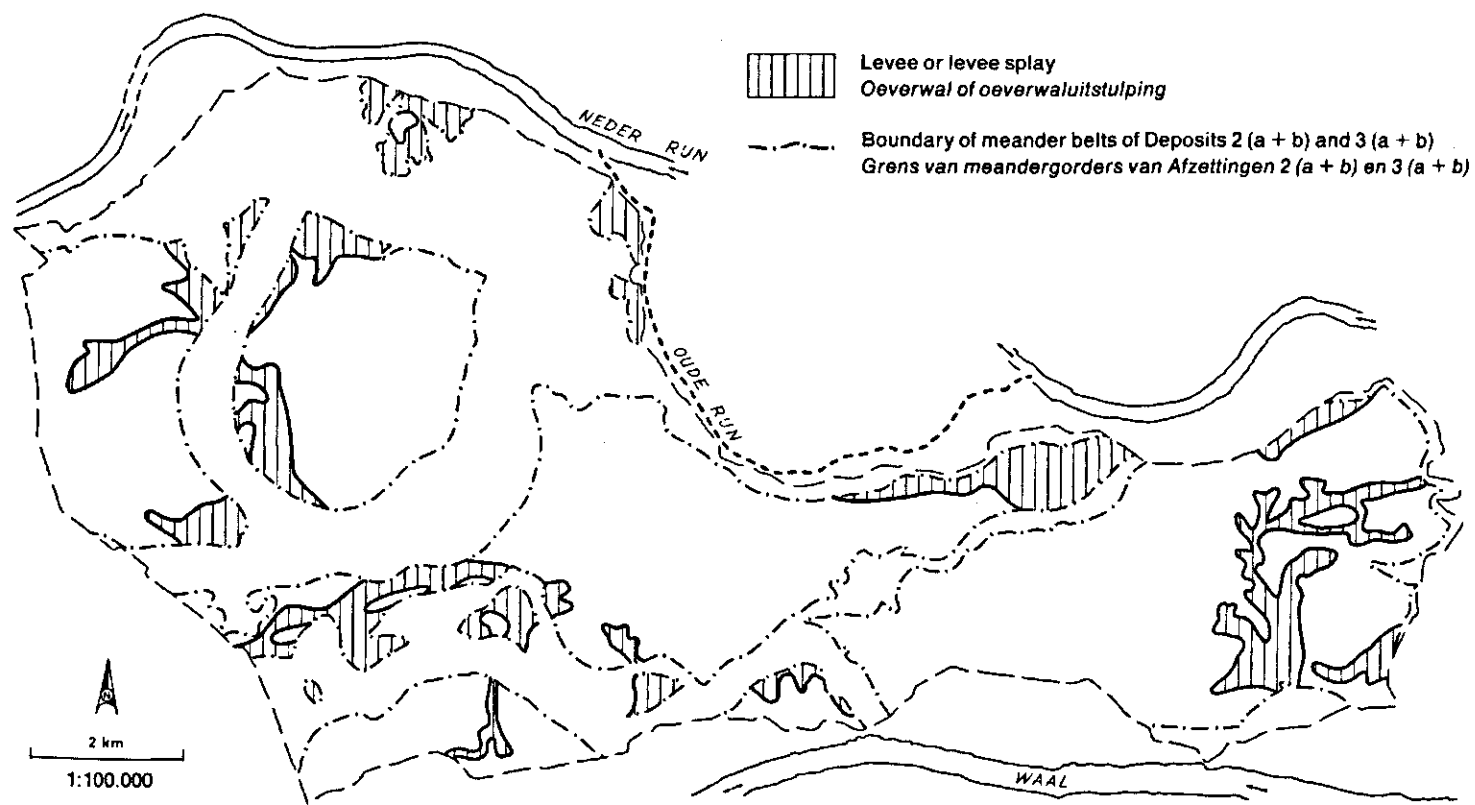 Levee or levee splay
Oeverwal of oeverwaluitstulping
Boundary of meander belts of Deposits 2 (a + b) and 3 (a + b)
Grens van meandergorders van Afzettingen 2 (a + b) en 3 (a + b)
NEDER RIJN
OUDE RIJN
N
2 km
1:100.000
WAAL